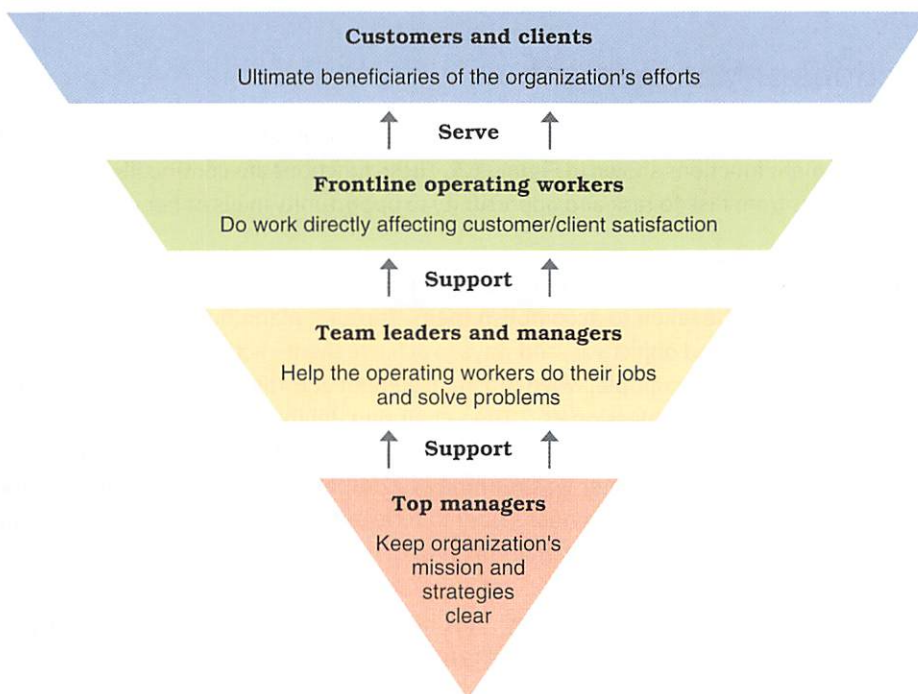 Customers and clients
Ultimate beneficiaries of the organization's efforts
Serve
Frontline operating workers
Do work directly affecting customer/client satisfaction
Support
Team leaders and managers
Help the operating workers do their jobs
and solve problems
Support
Top managers
Keep organization's
mission and
strategies
clear